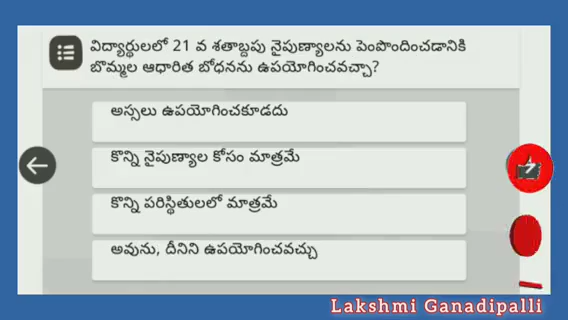 విద్యార్థులలో 21 వ శతాబ్దపు నైపుణ్యాలను పెంపొందించడానికి
బొమ్మల ఆధారిత బోధనను ఉపయోగించవచ్చా?
అస్సలు ఉపయోగించకూడదు
కొన్ని నైపుణ్యాల కోసం మాత్రమే
కొన్ని పరిస్థితులలో మాత్రమే
అవును, దీనిని ఉపయోగించవచ్చు
Lakshmi Ganadipalli